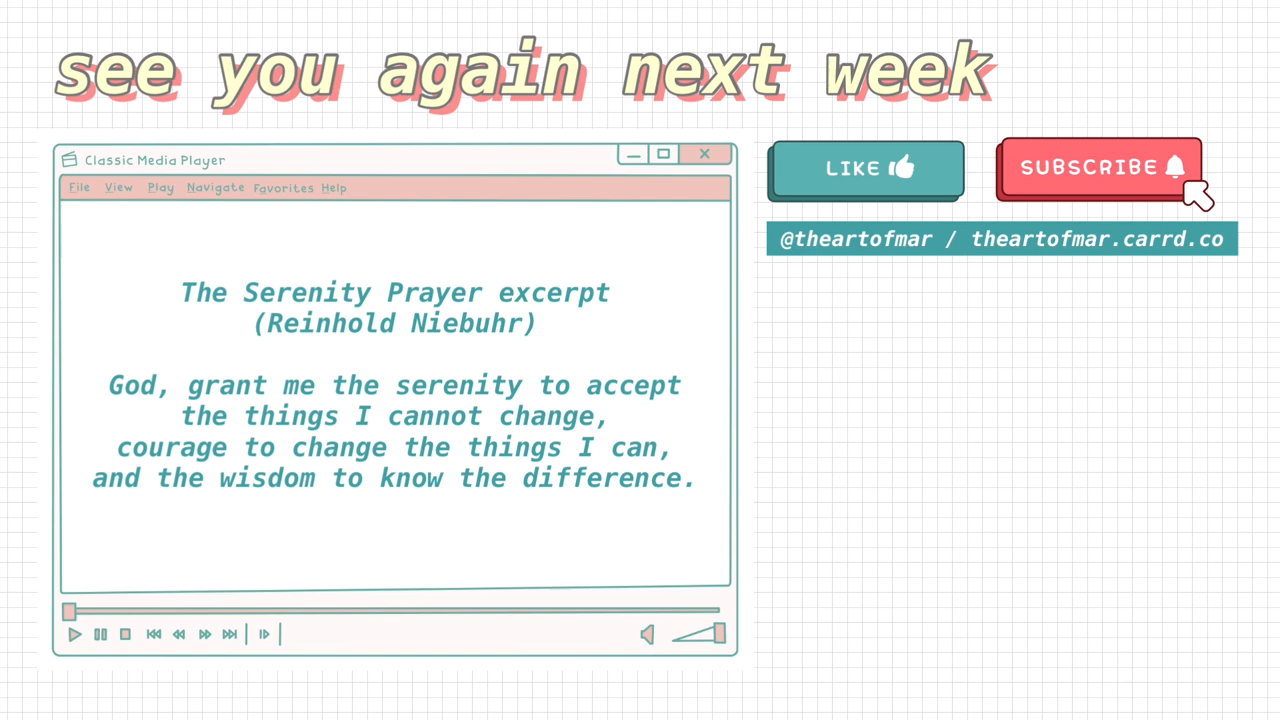 see you again next week
Classic Media Player
File View Play Navigate Favorites Help
The Serenity Prayer excerpt
(Reinhold Niebuhr)
God, grant me the serenity to accept
the things I cannot change,
courage to change the things I can,
and the wisdom to know the difference.
LIKE
SUBSCRIBE
@theartofmar / theartofmar.carrd.co